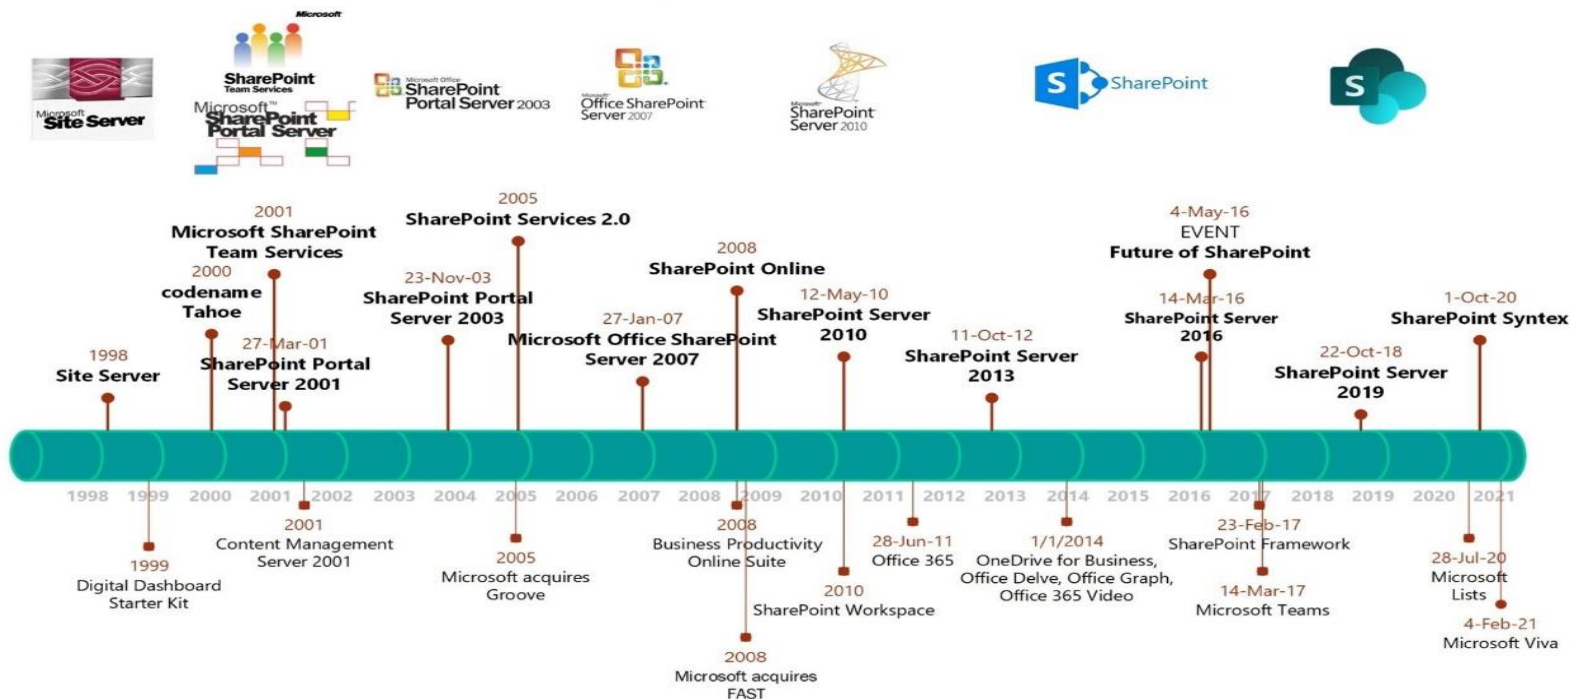 Microsoft
Site Server
Microsoft
SharePoint
Team Services
Microsoft™
SharePoint
Portal Server
Microsoft Office
SharePoint
Portal Server 2003
Microsoft
Office SharePoint
Server 2007
Microsoft
SharePoint
Server 2010
S
SharePoint
S
1998
Site Server
2000
codename
Tahoe
2001
Microsoft SharePoint
Team Services
27-Mar-01
SharePoint Portal
Server 2001
23-Nov-03
SharePoint Portal
Server 2003
2005
SharePoint Services 2.0
27-Jan-07
Microsoft Office SharePoint
Server 2007
2008
SharePoint Online
12-May-10
SharePoint Server
2010
11-Oct-12
SharePoint Server
2013
14-Mar-16
SharePoint Server
2016
4-May-16
EVENT
Future of SharePoint
22-Oct-18
SharePoint Server
2019
1-Oct-20
SharePoint Syntex
1998 1999 2000 2001 2002 2003 2004 2005 2006 2007 2008 2009 2010 2011 2012 2013 2014 2015 2016 2017 2018 2019 2020 2021
1999
Digital Dashboard
Starter Kit
2001
Content Management
Server 2001
2005
Microsoft acquires
Groove
2008
Business Productivity
Online Suite
2008
Microsoft acquires
FAST
2010
SharePoint Workspace
28-Jun-11
Office 365
1/1/2014
OneDrive for Business,
Office Delve, Office Graph,
Office 365 Video
23-Feb-17
SharePoint Framework
14-Mar-17
Microsoft Teams
28-Jul-20
Microsoft
Lists
4-Feb-21
Microsoft Viva